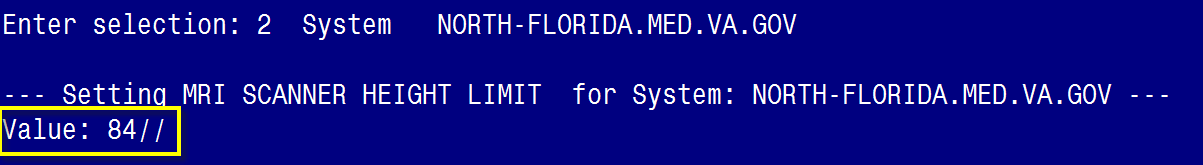 Enter selection: 2  System   NORTH-FLORIDA.MED.VA.GOV
--- Setting MRI SCANNER HEIGHT LIMIT  for System: NORTH-FLORIDA.MED.VA.GOV ---
Value: 84//